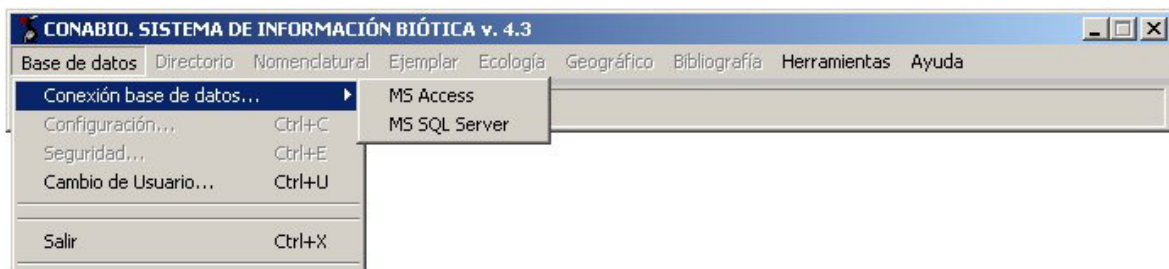 CONABIO. SISTEMA DE INFORMACIÓN BIÓTICA v. 4.3
Base de datos Directorio Nomenclatural Ejemplar Ecología Geográfico Bibliografía Herramientas Ayuda
Conexión base de datos... MS Access
Configuración... Ctrl+C MS SQL Server
Seguridad... Ctrl+E
Cambio de Usuario... Ctrl+U
Salir Ctrl+X